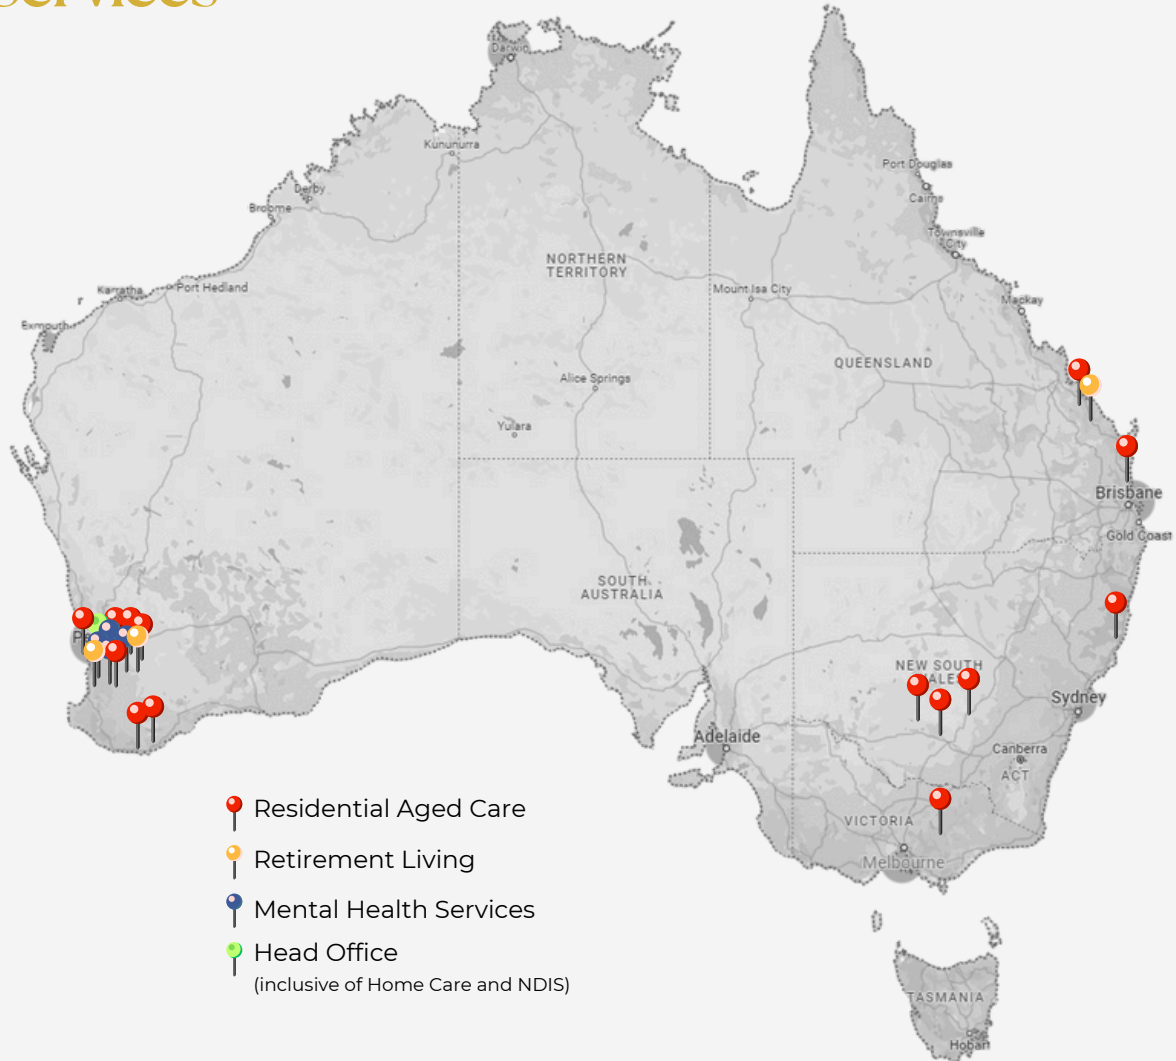 services
Darwin
Kununurra
Derby
Broome
Port Douglas
Cairns
Townsville
City
NORTHERN
TERRITORY
Karratha
Port Hedland
Mount Isa City
Mackay
Exmouth
QUEENSLAND
Alice Springs
Yulara
Brisbane
Gold Coast
SOUTH
AUSTRALIA
NEW SOUTH
Sydney
Adelaide
Canberra
ACT
VICTORIA
Melbourne
Residential Aged Care
Retirement Living
Mental Health Services
Head Office
(inclusive of Home Care and NDIS)
TASMANIA
Hobart